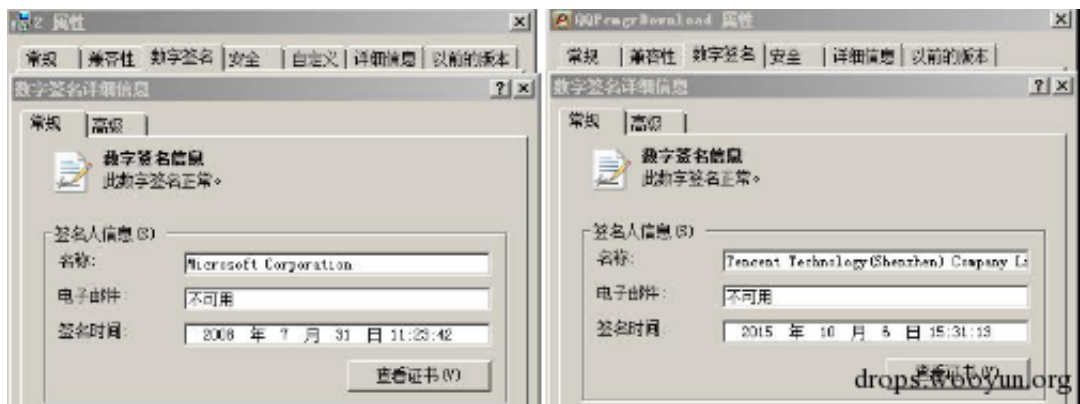 2 属性
常规 兼容性 数字签名 安全 自定义 详细信息 以前的版本
数字签名详细信息
常规 高级
数字签名信息
此数字签名正常。
签名人信息(S)
名称: Microsoft Corporation
电子邮件: 不可用
签名时间: 2008 年 7 月 31 日 11:23:42
查看证书(V)
QQPcmgrDownload 属性
常规 兼容性 数字签名 安全 详细信息 以前的版本
数字签名详细信息
常规 高级
数字签名信息
此数字签名正常。
签名人信息(S)
名称: Tencent Technology(Shenzhen) Company Li
电子邮件: 不可用
签名时间: 2015 年 10 月 6 日 15:31:13
查看证书(V)
drops.wooyun.org